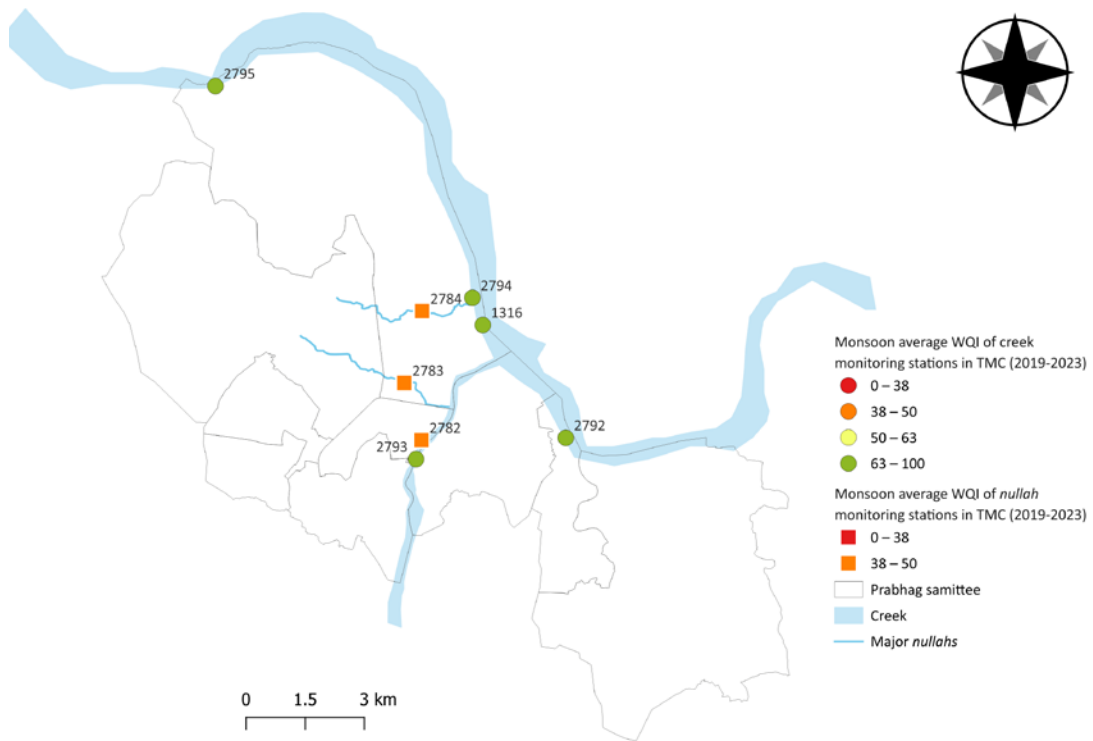 2795
2794
2784
1316
2783
2782
2793
2792
Monsoon average WQI of creek
monitoring stations in TMC (2019-2023)
0 – 38
38 – 50
50 – 63
63 – 100
Monsoon average WQI of nullah
monitoring stations in TMC (2019-2023)
0 – 38
38 – 50
Prabhag samittee
Creek
Major nullahs
0 1.5 3 km